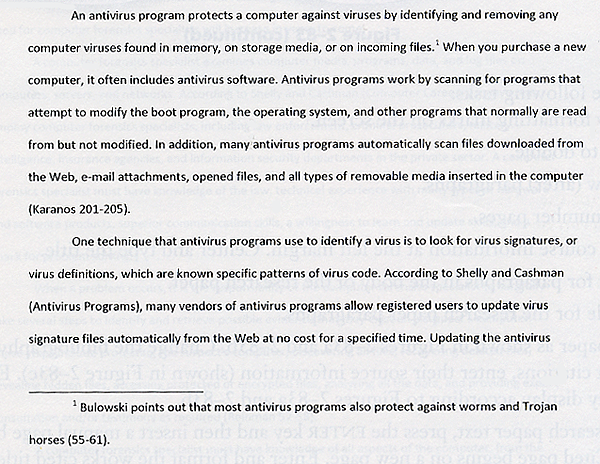 An antivirus program protects a computer against viruses by identifying and removing any
computer viruses found in memory, on storage media, or on incoming files.¹ When you purchase a new
computer, it often includes antivirus software. Antivirus programs work by scanning for programs that
attempt to modify the boot program, the operating system, and other programs that normally are read
from but not modified. In addition, many antivirus programs automatically scan files downloaded from
the Web, e-mail attachments, opened files, and all types of removable media inserted in the computer
(Karanos 201-205).
One technique that antivirus programs use to identify a virus is to look for virus signatures, or
virus definitions, which are known specific patterns of virus code. According to Shelly and Cashman
(Antivirus Programs), many vendors of antivirus programs allow registered users to update virus
signature files automatically from the Web at no cost for a specified time. Updating the antivirus
¹ Bulowski points out that most antivirus programs also protect against worms and Trojan
horses (55-61).